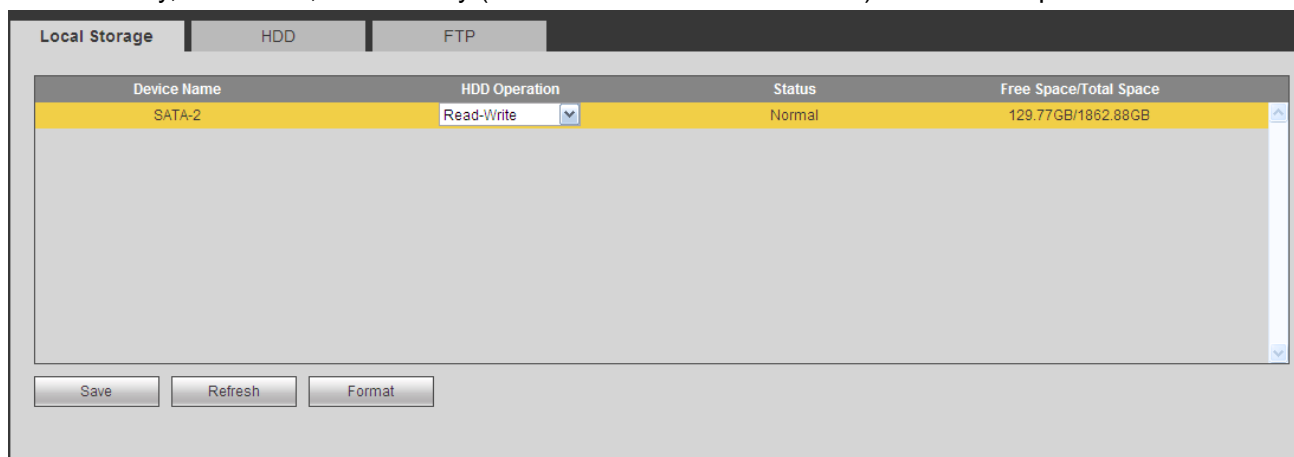 Local Storage HDD FTP
Device Name HDD Operation Status Free Space/Total Space
SATA-2 Read-Write Normal 129.77GB/1862.88GB
Save Refresh Format